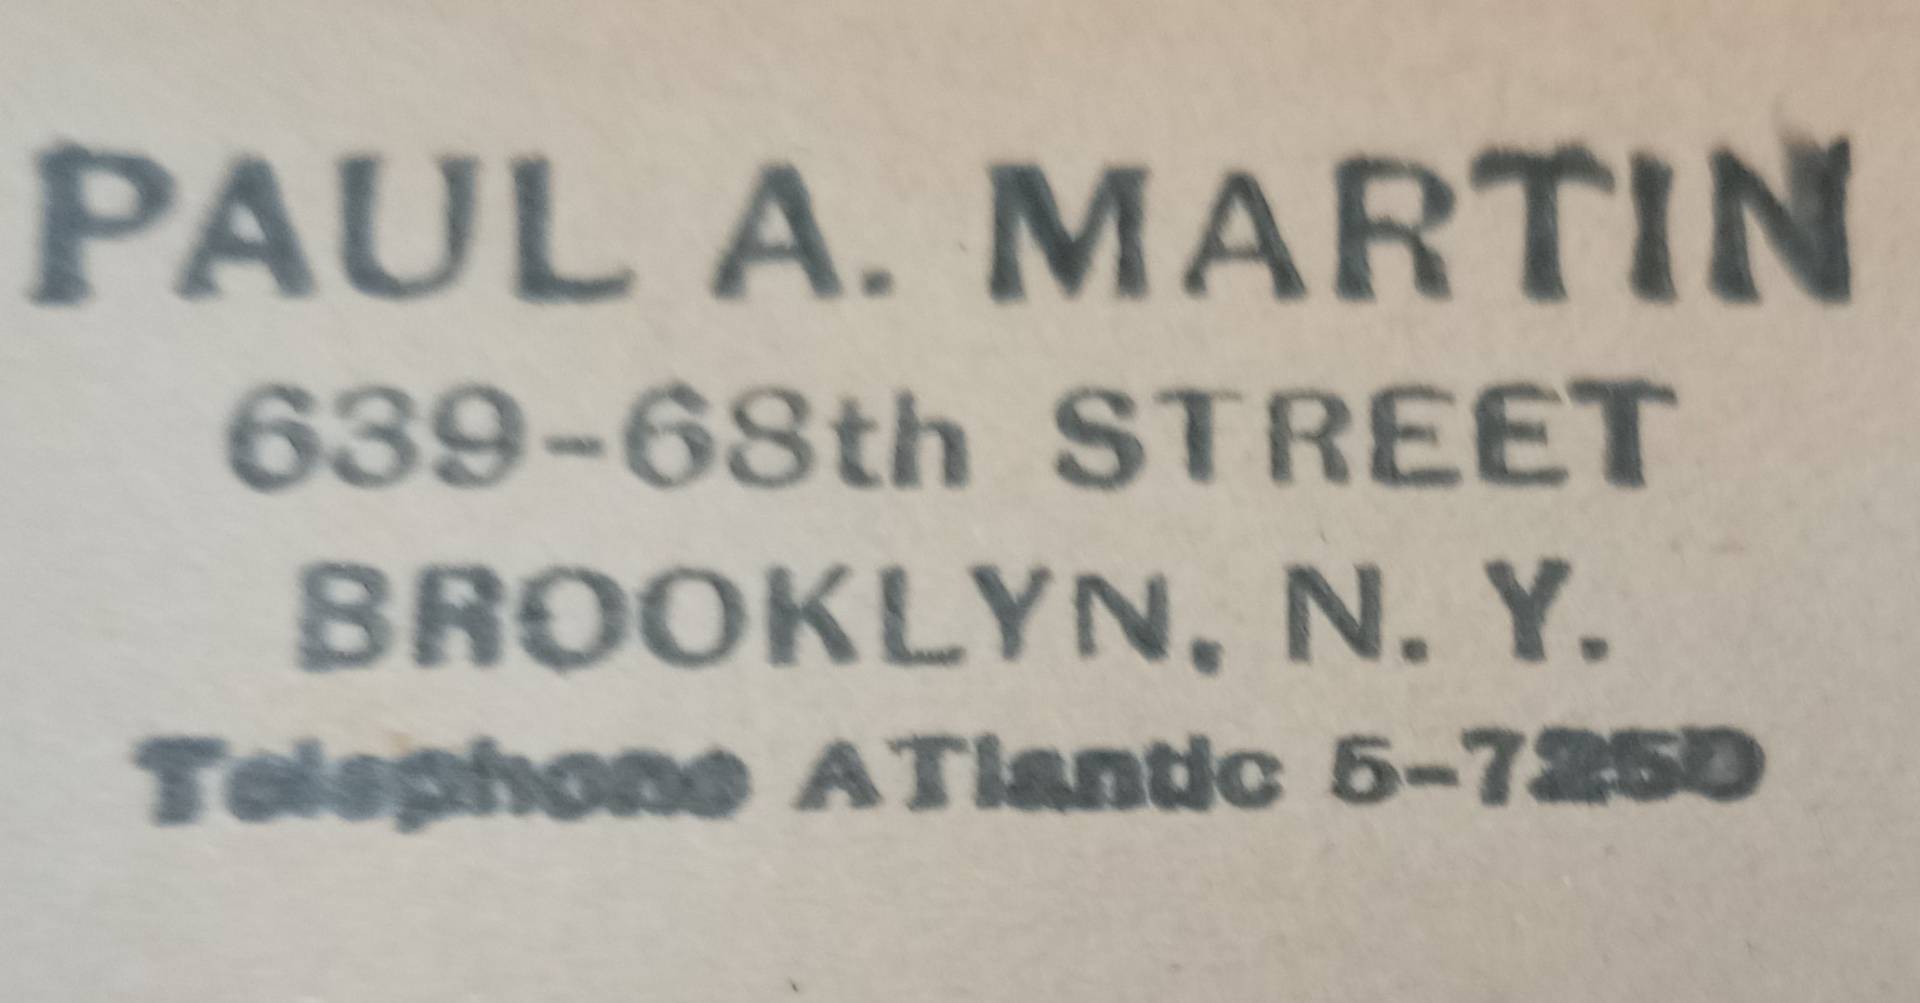 PAUL A. MARTIN
639-68th STREET
BROOKLYN, N. Y.
Telephone ATlantic 5-7250